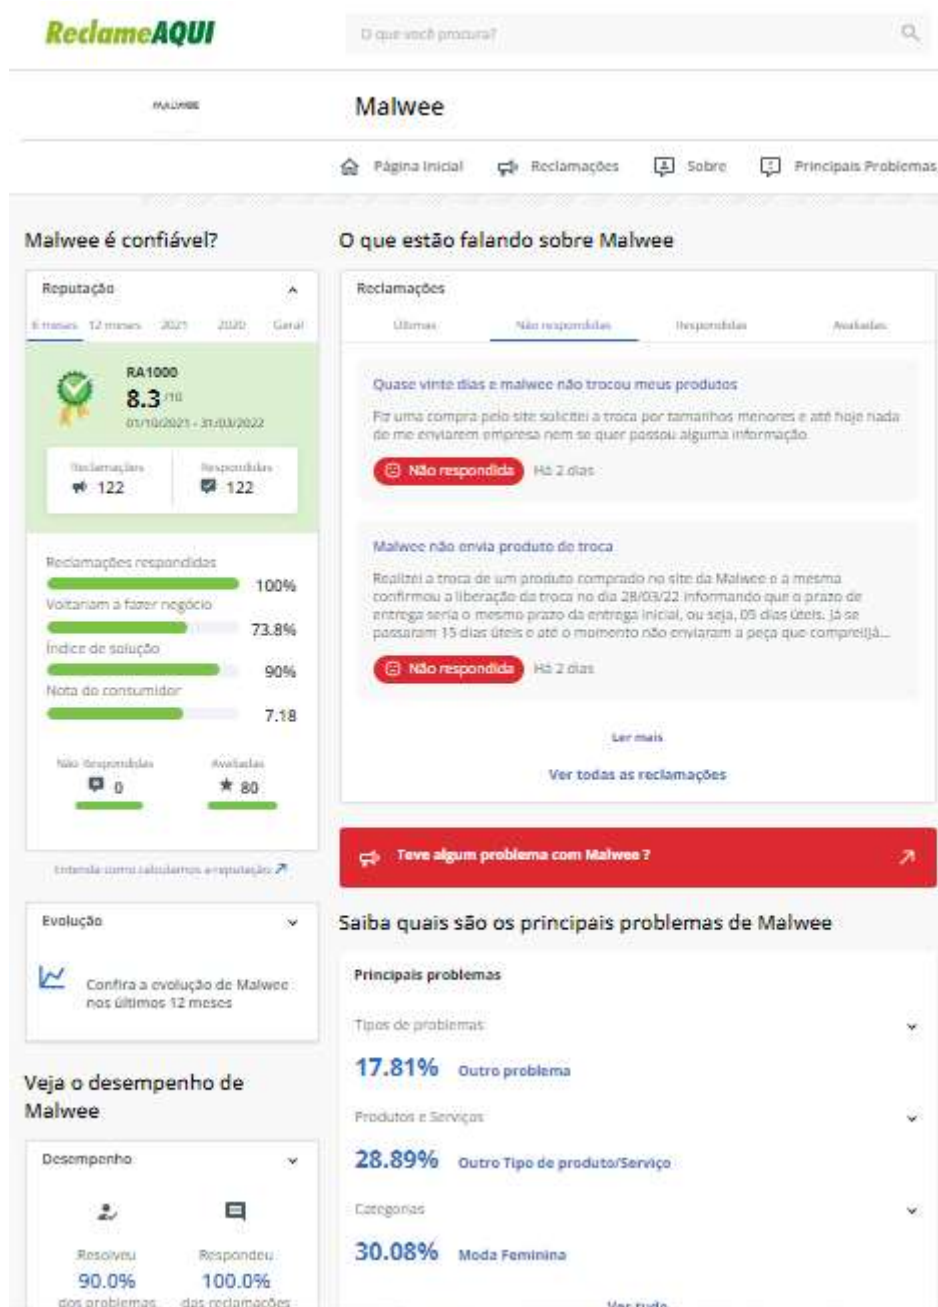 ReclameAQUI
O que você procura?
MALWEE
Malwee
Página Inicial
Reclamações
Sobre
Principais Problemas
Malwee é confiável?
Reputação
6 meses
12 meses
2021
2020
Geral
RA1000
8.3 /10
01/10/2021 - 31/03/2022
Reclamações
122
Respondidas
122
Reclamações respondidas
100%
Voltariam a fazer negócio
73.8%
Índice de solução
90%
Nota do consumidor
7.18
Não Respondidas
0
Avaliadas
80
Entenda como calculamos a reputação
Evolução
Confira a evolução de Malwee
nos últimos 12 meses
Veja o desempenho de
Malwee
Desempenho
Resolveu
90.0%
dos problemas
Respondeu
100.0%
das reclamações
O que estão falando sobre Malwee
Reclamações
Últimas
Não respondidas
Respondidas
Avaliadas
Quase vinte dias e malwee não trocou meus produtos
Fiz uma compra pelo site solicitei a troca por tamanhos menores e até hoje nada
de me enviarem empresa nem se quer passou alguma informação
Não respondida
Há 2 dias
Malwee não envia produto de troca
Realizei a troca de um produto comprado no site da Malwee e a mesma
confirmou a liberação da troca no dia 28/03/22 informando que o prazo de
entrega seria o mesmo prazo da entrega inicial, ou seja, 05 dias úteis. Já se
passaram 15 dias úteis e até o momento não enviaram a peça que compreiIJá...
Não respondida
Há 2 dias
Ler mais
Ver todas as reclamações
Teve algum problema com Malwee ?
Saiba quais são os principais problemas de Malwee
Principais problemas
Tipos de problemas
17.81% Outro problema
Produtos e Serviços
28.89% Outro Tipo de produto/Serviço
Categorias
30.08% Moda Feminina
Ver tudo